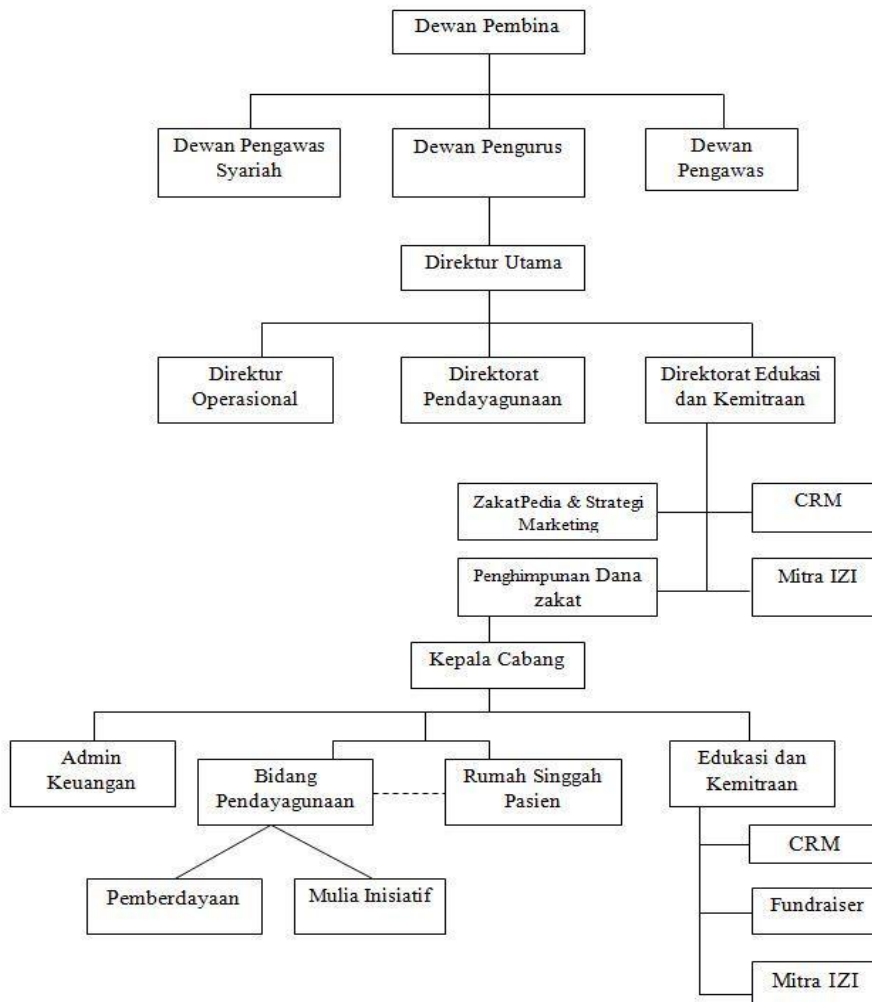 Dewan Pembina
Dewan Pengawas
Syariah
Dewan Pengurus
Dewan
Pengawas
Direktur Utama
Direktur
Operasional
Direktorat
Pendayagunaan
Direktorat Edukasi
dan Kemitraan
ZakatPedia & Strategi
Marketing
CRM
Penghimpunan Dana
zakat
Mitra IZI
Kepala Cabang
Admin
Keuangan
Bidang
Pendayagunaan
Rumah Singgah
Pasien
Edukasi dan
Kemitraan
CRM
Pemberdayaan
Mulia Inisiatif
Fundraiser
Mitra IZI